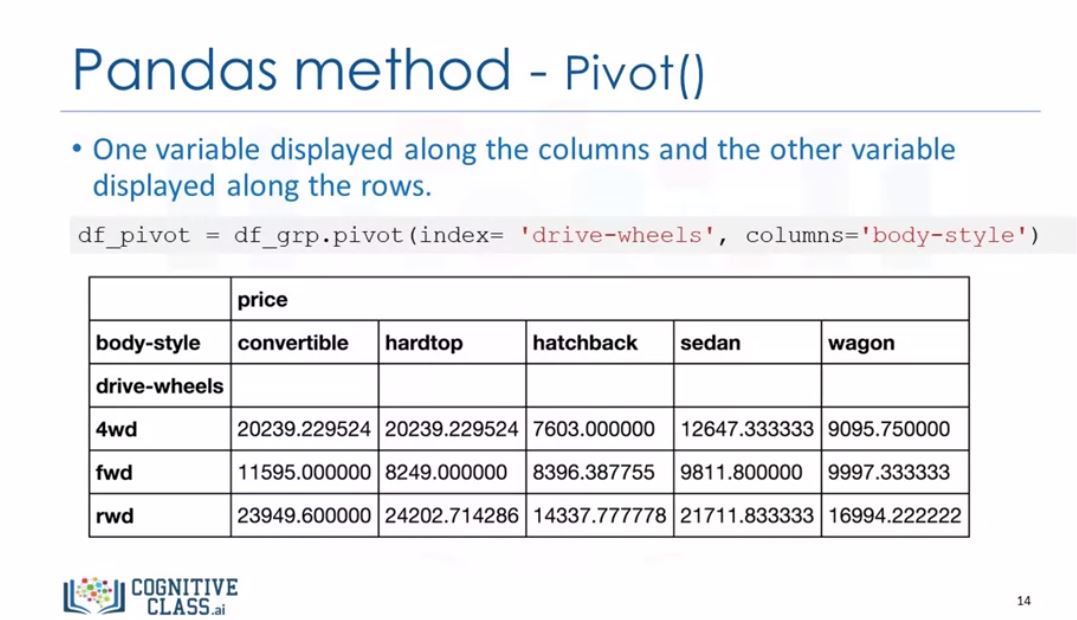 Pandas method - Pivot()
• One variable displayed along the columns and the other variable
displayed along the rows.
df_pivot = df_grp.pivot(index= 'drive-wheels', columns='body-style')
price
body-style convertible hardtop hatchback sedan wagon
drive-wheels
4wd 20239.229524 20239.229524 7603.000000 12647.333333 9095.750000
fwd 11595.000000 8249.000000 8396.387755 9811.800000 9997.333333
rwd 23949.600000 24202.714286 14337.777778 21711.833333 16994.222222
COGNITIVE
CLASS.ai
14